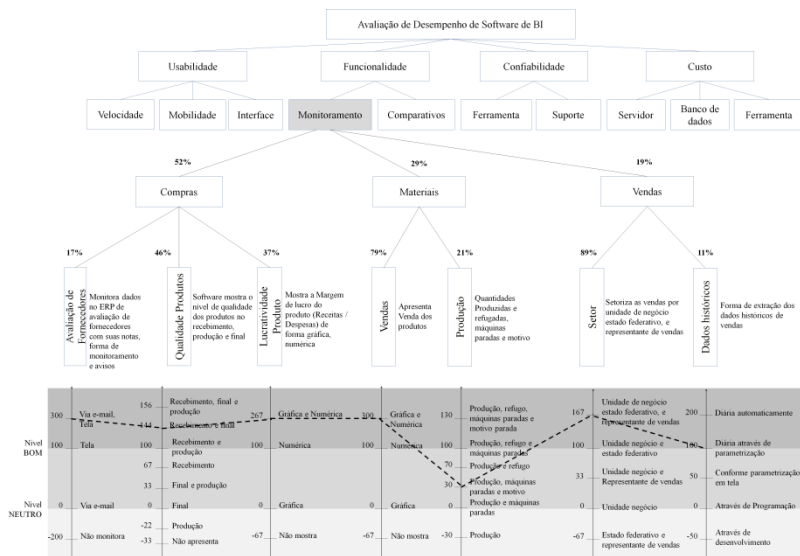 Avaliação de Desempenho de Software de BI
Usabilidade
Funcionalidade
Confiabilidade
Custo
Velocidade
Mobilidade
Interface
Monitoramento
Comparativos
Ferramenta
Suporte
Servidor
Banco de
dados
Ferramenta
52%
29%
19%
Compras
Materiais
Vendas
17%
46%
37%
79%
21%
89%
11%
Avaliação de
Fornecedores
Monitora dados
no ERP de
avaliação de
fornecedores
com suas notas,
forma de
monitoramento
e avisos
Qualidade Produtos
Software mostra o
nivel de qualidade
dos produtos no
recebimento,
produção e final
Lucratividade
Produto
Mostra a Margem
de lucro do
produto (Receitas /
Despesas) de
forma gráfica,
numérica
Vendas
Apresenta
Venda dos
produtos
Produção
Quantidades
Produzidas e
refugadas,
máquinas
paradas e motivo
Setor
Setoriza as vendas por
unidade de negócio
estado federativo, e
representante de vendas
Dados históricos
Forma de extração dos
dados históricos de
vendas
Nivel
BOM
Nivel
NEUTRO
300
Via e-mail,
Tela
100
Tela
0
Via e-mail
-200
Não monitora
156
Recebimento, final e
produção
Recebimento e final
100
Recebimento e
produção
67
Recebimento
33
Final e produção
0
Final
-22
Produção
-33
Não apresenta
267
Gráfica e Numérica
100
Numérica
0
Gráfica
-67
Não mostra
300
Gráfica e
Numérica
100
Numérica
0
Gráfica
-67
Não mostra
130
Produção, refugo,
máquinas paradas e
motivo parada
100
Produção, refugo e
máquinas paradas
70
Produção e refugo
30
Produção, máquinas
paradas e motivo
0
Produção e máquinas
paradas
-30
Produção
167
Unidade de negócio
estado federativo, e
representante de vendas
100
Unidade negócio e
estado federativo
33
Unidade negócio e
Representante de vendas
0
Unidade negócio
-67
Estado federativo e
representante de vendas
200
Diária automaticamente
100
Diária através de
parametrização
50
Conforme parametrização
em tela
0
Através de Programação
-50
Através de
desenvolvimento